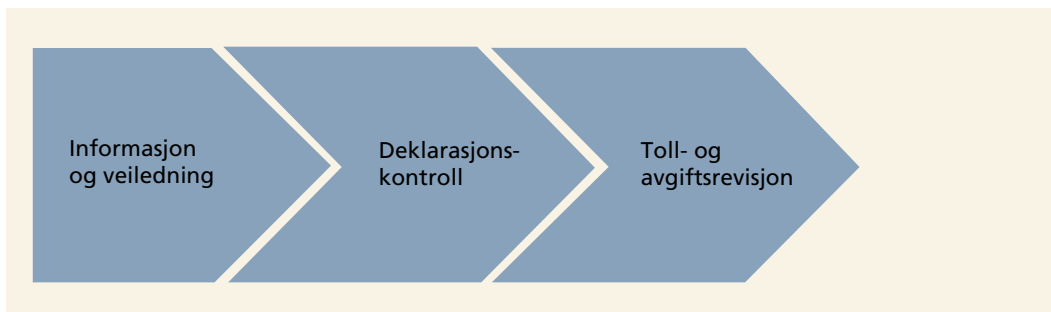 Informasjon
og veiledning
Deklarasjons-
kontroll
Toll- og
avgiftsrevisjon